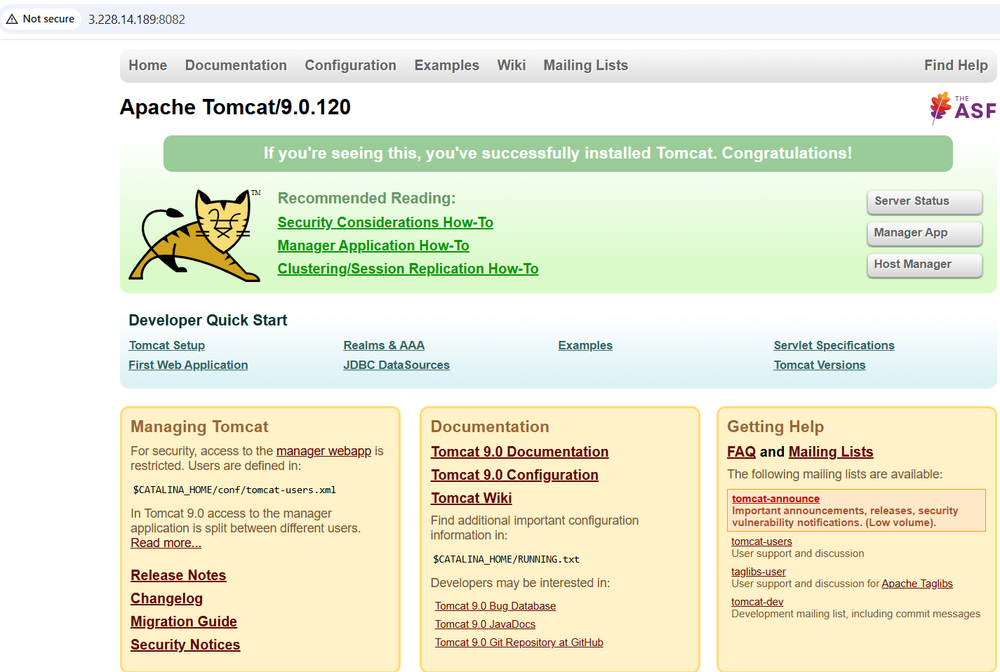 Not secure 3.228.14.189:8082
Home Documentation Configuration Examples Wiki Mailing Lists Find Help
Apache Tomcat/9.0.120
THE
ASF
If you're seeing this, you've successfully installed Tomcat. Congratulations!
TM
Recommended Reading:
Security Considerations How-To
Manager Application How-To
Clustering/Session Replication How-To
Server Status
Manager App
Host Manager
Developer Quick Start
Tomcat Setup
First Web Application
Realms & AAA
JDBC DataSources
Examples
Servlet Specifications
Tomcat Versions
Managing Tomcat
For security, access to the manager webapp is
restricted. Users are defined in:
$CATALINA_HOME/conf/tomcat-users.xml
In Tomcat 9.0 access to the manager
application is split between different users.
Read more...
Release Notes
Changelog
Migration Guide
Security Notices
Documentation
Tomcat 9.0 Documentation
Tomcat 9.0 Configuration
Tomcat Wiki
Find additional important configuration
information in:
$CATALINA_HOME/RUNNING.txt
Developers may be interested in:
Tomcat 9.0 Bug Database
Tomcat 9.0 JavaDocs
Tomcat 9.0 Git Repository at GitHub
Getting Help
FAQ and Mailing Lists
The following mailing lists are available:
tomcat-announce
Important announcements, releases, security
vulnerability notifications. (Low volume).
tomcat-users
User support and discussion
taglibs-user
User support and discussion for Apache Taglibs
tomcat-dev
Development mailing list, including commit messages